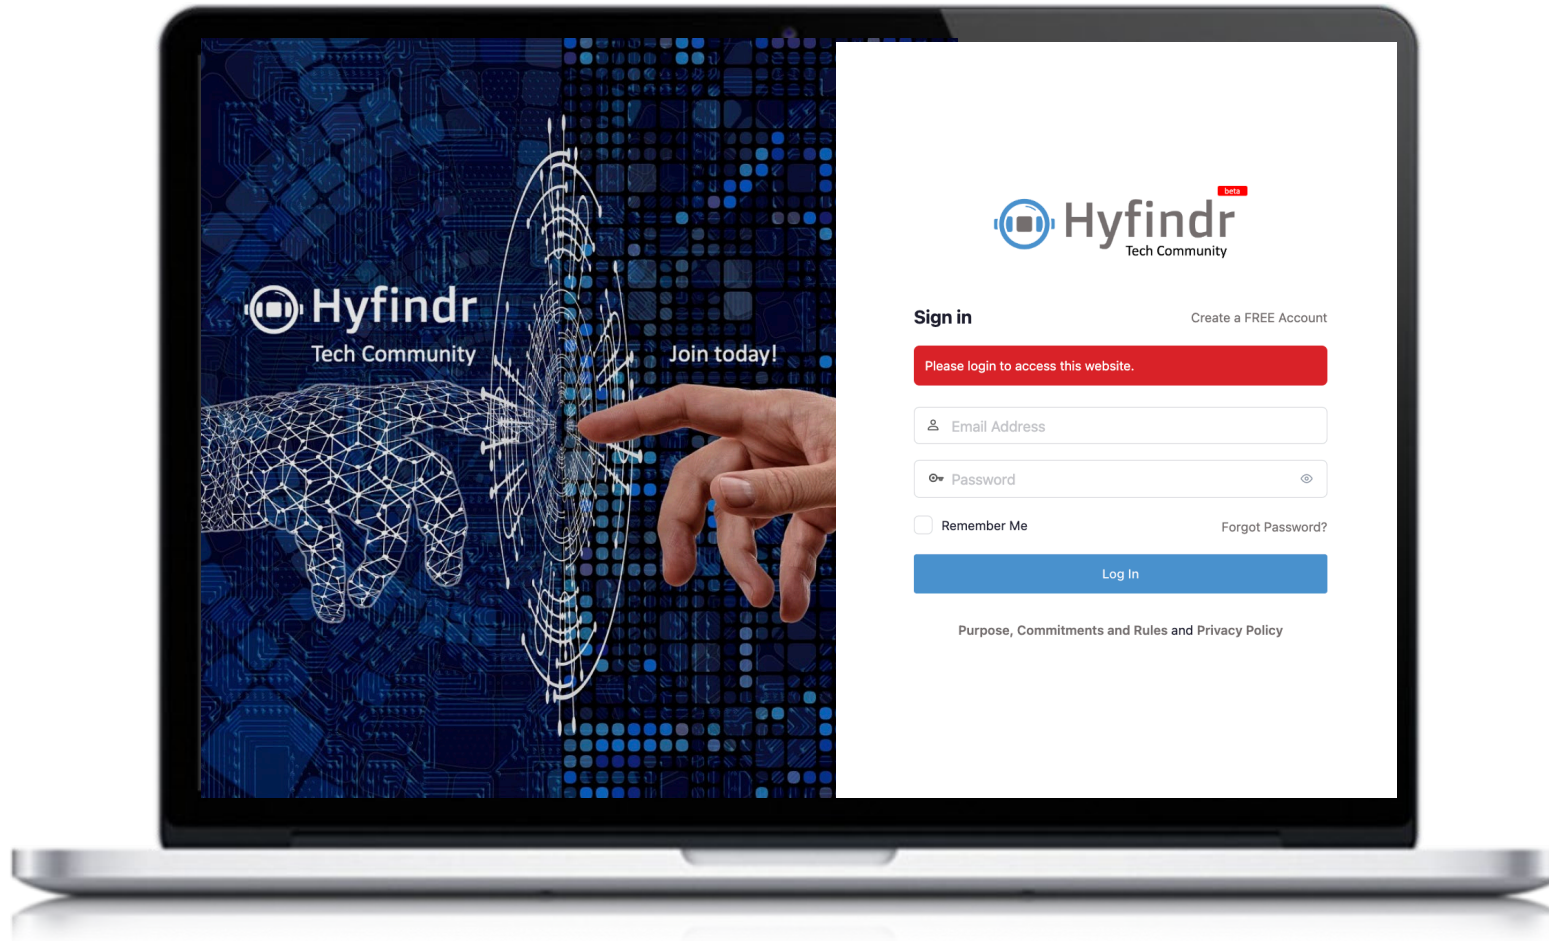 Hyfindr
Tech Community
Join today!
beta
Hyfindr
Tech Community
Sign in
Create a FREE Account
Please login to access this website.
Email Address
Password
Remember Me
Forgot Password?
Log In
Purpose, Commitments and Rules and Privacy Policy